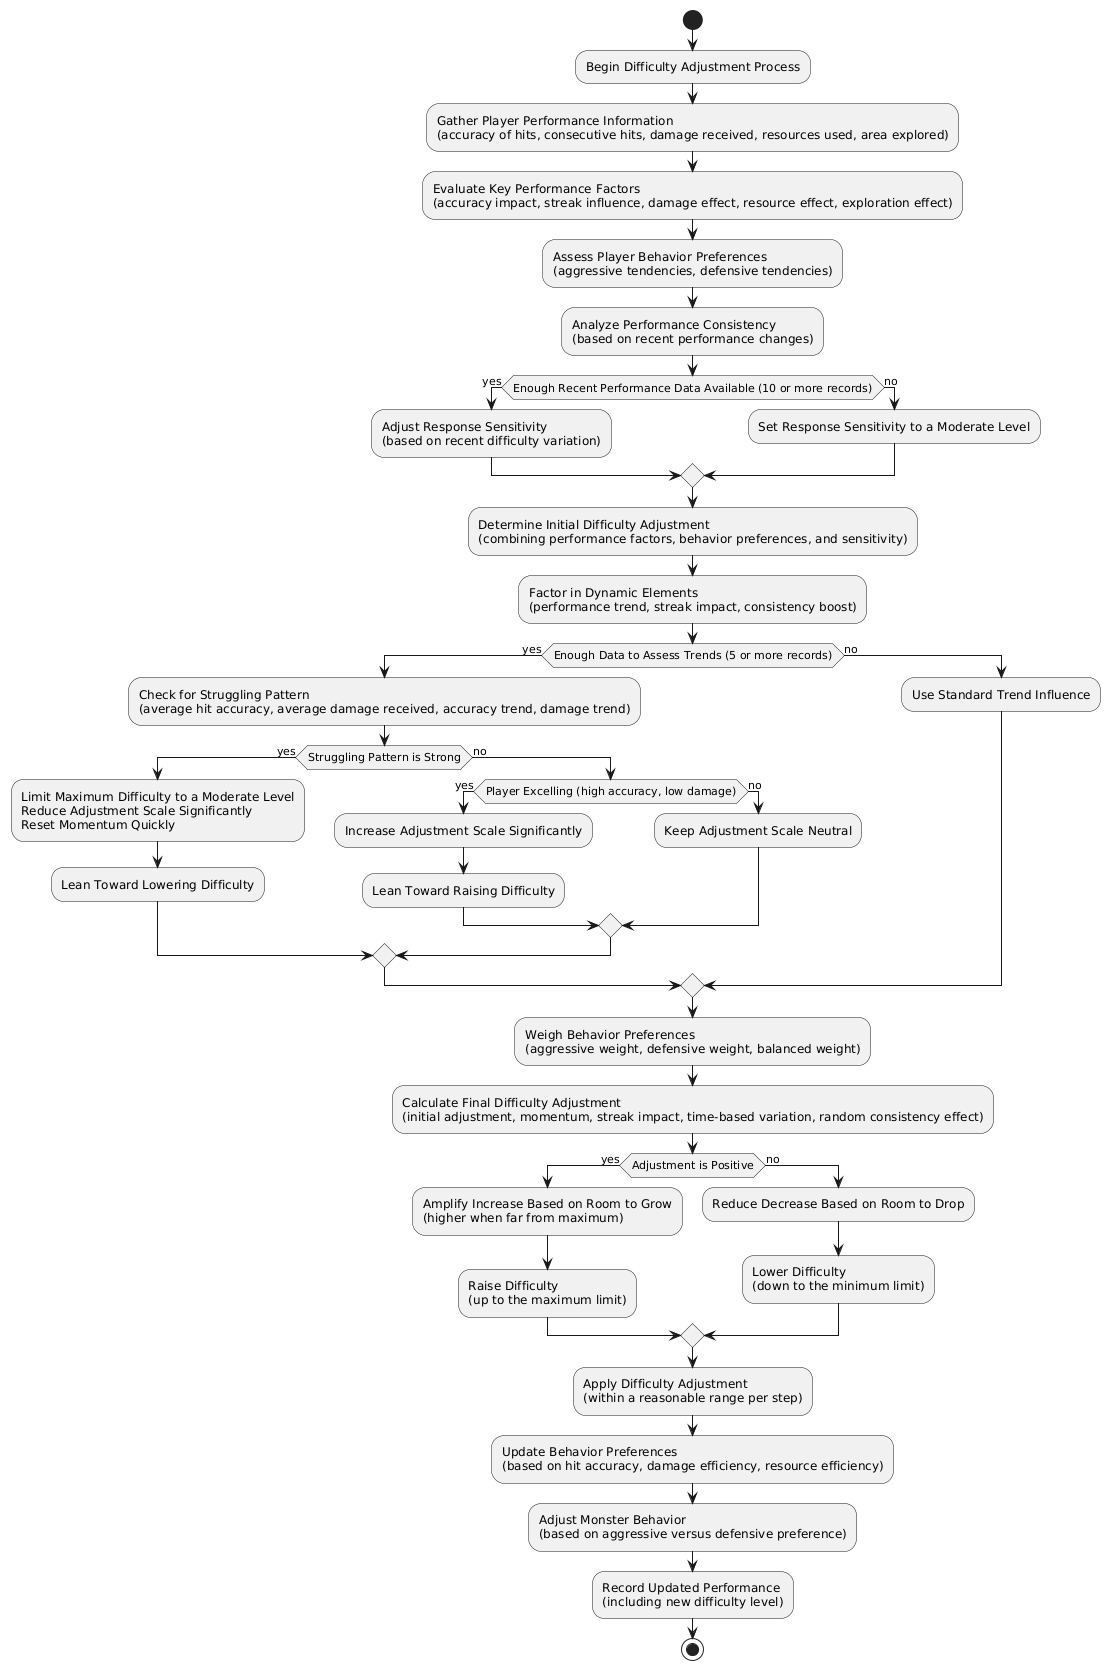 Begin Difficulty Adjustment Process
Gather Player Performance Information
(accuracy of hits, consecutive hits, damage received, resources used, area explored)
Evaluate Key Performance Factors
(accuracy impact, streak influence, damage effect, resource effect, exploration effect)
Assess Player Behavior Preferences
(aggressive tendencies, defensive tendencies)
Analyze Performance Consistency
(based on recent performance changes)
yes
Enough Recent Performance Data Available (10 or more records)
no
Adjust Response Sensitivity
(based on recent difficulty variation)
Set Response Sensitivity to a Moderate Level
Determine Initial Difficulty Adjustment
(combining performance factors, behavior preferences, and sensitivity)
Factor in Dynamic Elements
(performance trend, streak impact, consistency boost)
yes
Enough Data to Assess Trends (5 or more records)
no
Check for Struggling Pattern
(average hit accuracy, average damage received, accuracy trend, damage trend)
Use Standard Trend Influence
yes
Struggling Pattern is Strong
no
Limit Maximum Difficulty to a Moderate Level
Reduce Adjustment Scale Significantly
Reset Momentum Quickly
Lean Toward Lowering Difficulty
yes
Player Excelling (high accuracy, low damage)
no
Increase Adjustment Scale Significantly
Lean Toward Raising Difficulty
Keep Adjustment Scale Neutral
Weigh Behavior Preferences
(aggressive weight, defensive weight, balanced weight)
Calculate Final Difficulty Adjustment
(initial adjustment, momentum, streak impact, time-based variation, random consistency effect)
yes
Adjustment is Positive
no
Amplify Increase Based on Room to Grow
(higher when far from maximum)
Raise Difficulty
(up to the maximum limit)
Reduce Decrease Based on Room to Drop
Lower Difficulty
(down to the minimum limit)
Apply Difficulty Adjustment
(within a reasonable range per step)
Update Behavior Preferences
(based on hit accuracy, damage efficiency, resource efficiency)
Adjust Monster Behavior
(based on aggressive versus defensive preference)
Record Updated Performance
(including new difficulty level)